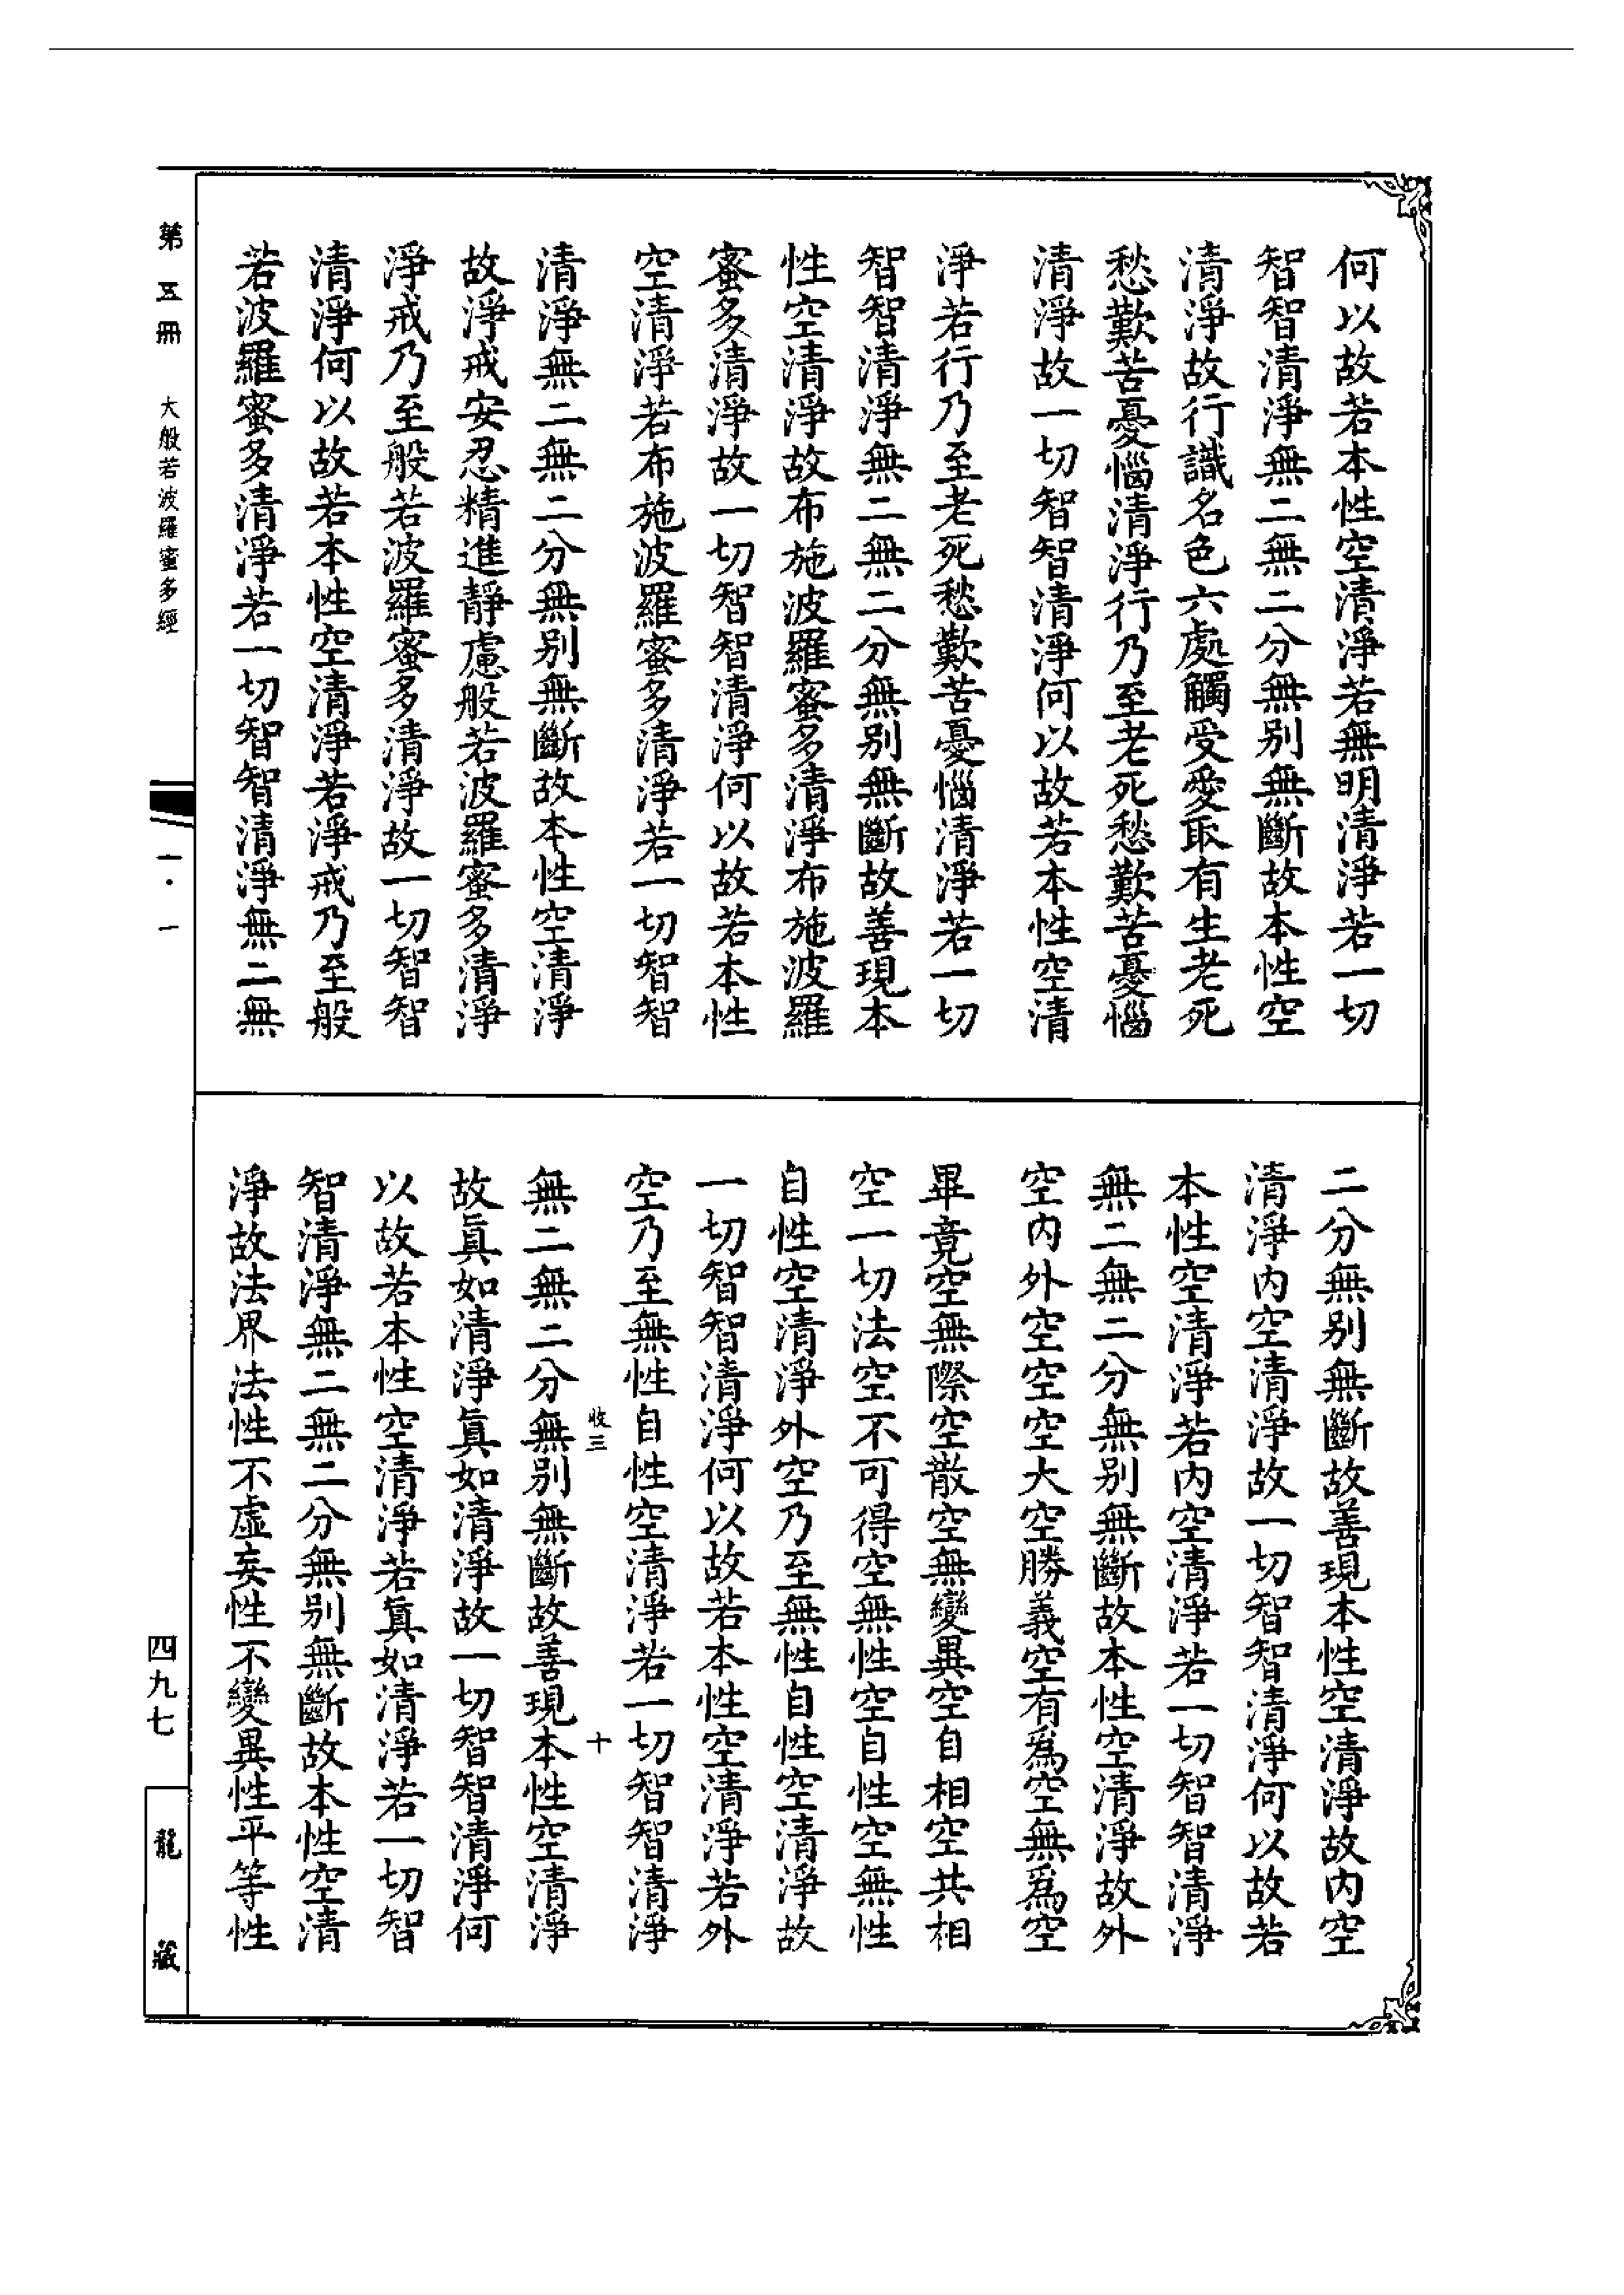 何以故若本性空清淨若無明清淨若一切
智智清淨無二無二分無別無斷故本性空
清淨故行識名色六處觸受愛取有生老死
愁歎苦憂惱清淨行乃至老死愁歎苦憂惱
清淨故一切智智清淨何以故若本性空清
淨若行乃至老死愁歎苦憂惱清淨若一切
智智清淨無二無二分無別無斷故善現本
性空清淨故布施波羅蜜多清淨布施波羅
蜜多清淨故一切智智清淨何以故若本性
空清淨若布施波羅蜜多清淨若一切智智
清淨無二無二分無別無斷故本性空清淨
故淨戒安忍精進靜慮般若波羅蜜多清淨
淨戒乃至般若波羅蜜多清淨故一切智智
清淨何以故若本性空清淨若淨戒乃至般
若波羅蜜多清淨若一切智智清淨無二無
二分無別無斷故善現本性空清淨故內空
清淨內空清淨故一切智智清淨何以故若
本性空清淨若內空清淨若一切智智清淨
無二無二分無別無斷故本性空清淨故外
空內外空空空大空勝義空有為空無為空
畢竟空無際空散空無變異空自相空共相
空一切法空不可得空無性空自性空無性
自性空清淨外空乃至無性自性空清淨故
一切智智清淨何以故若本性空清淨若外
空乃至無性自性空清淨若一切智智清淨
收三
十
無二無二分無別無斷故善現本性空清淨
故真如清淨真如清淨故一切智智清淨何
以故若本性空清淨若真如清淨若一切智
智清淨無二無二分無別無斷故本性空清
淨故法界法性不虛妄性不變異性平等性
第五冊
大般若波羅蜜多經
一·一
四九七
龍藏